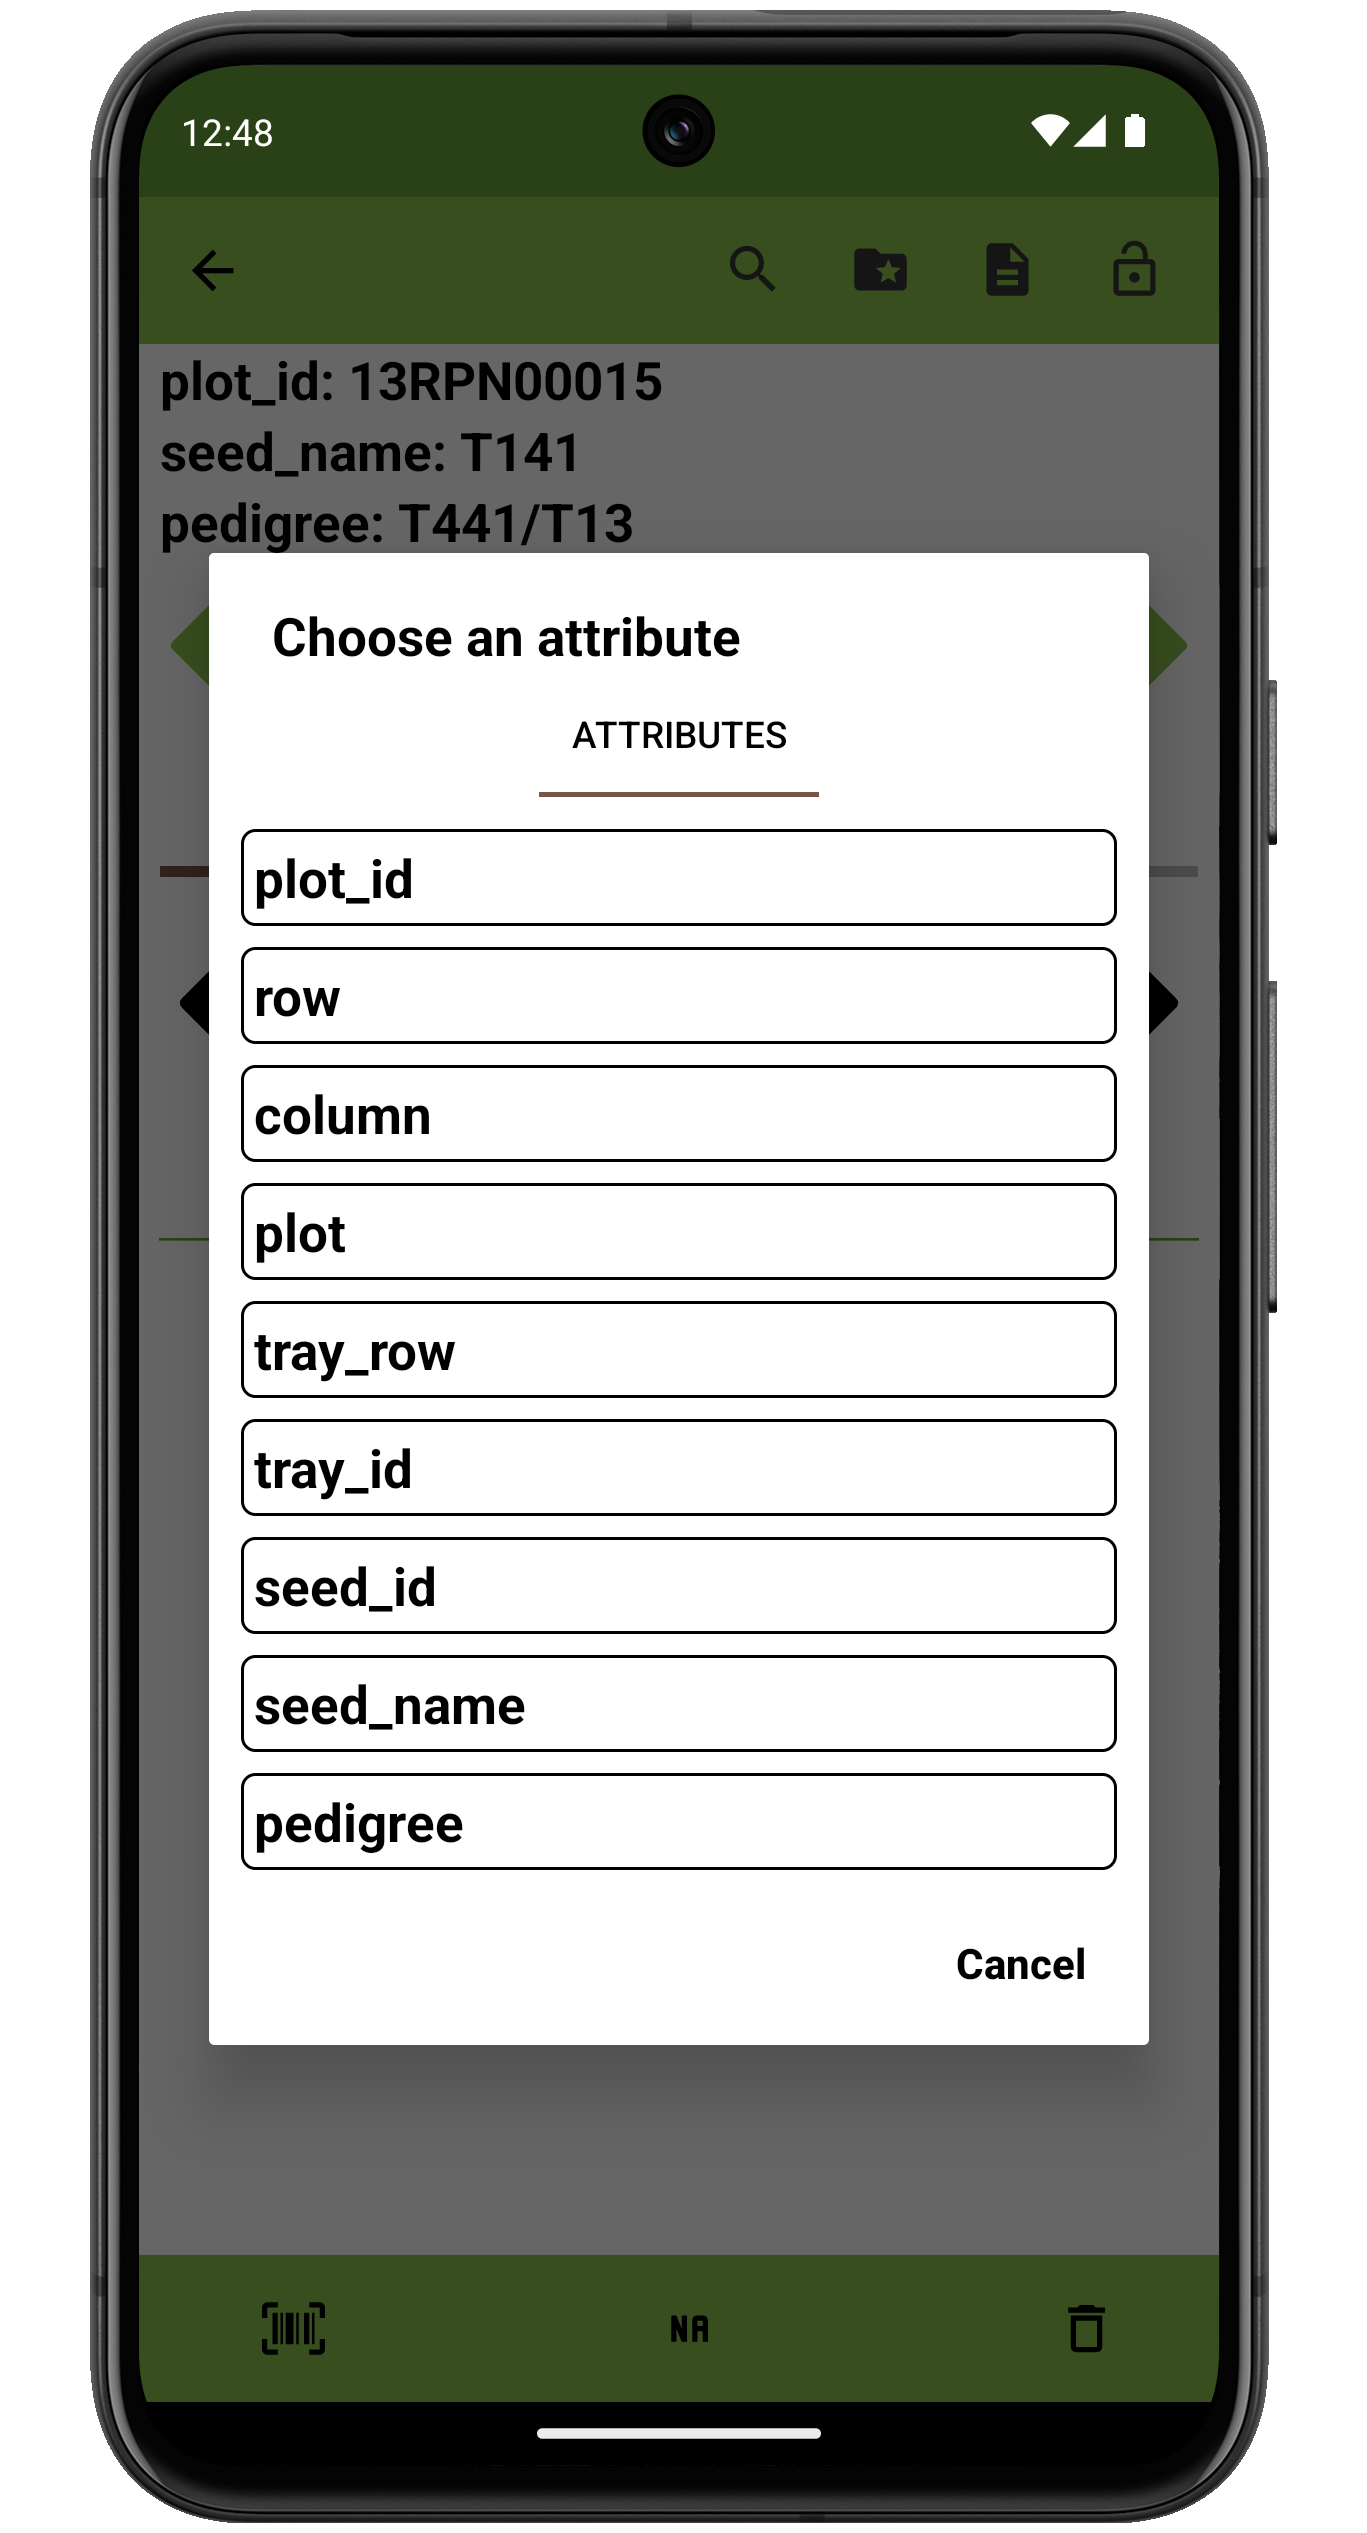 12:48
plot_id: 13RPN00015
seed_name: T141
pedigree: T441/T13
Choose an attribute
ATTRIBUTES
plot_id
row
column
plot
tray_row
tray_id
seed_id
seed_name
pedigree
Cancel
NA